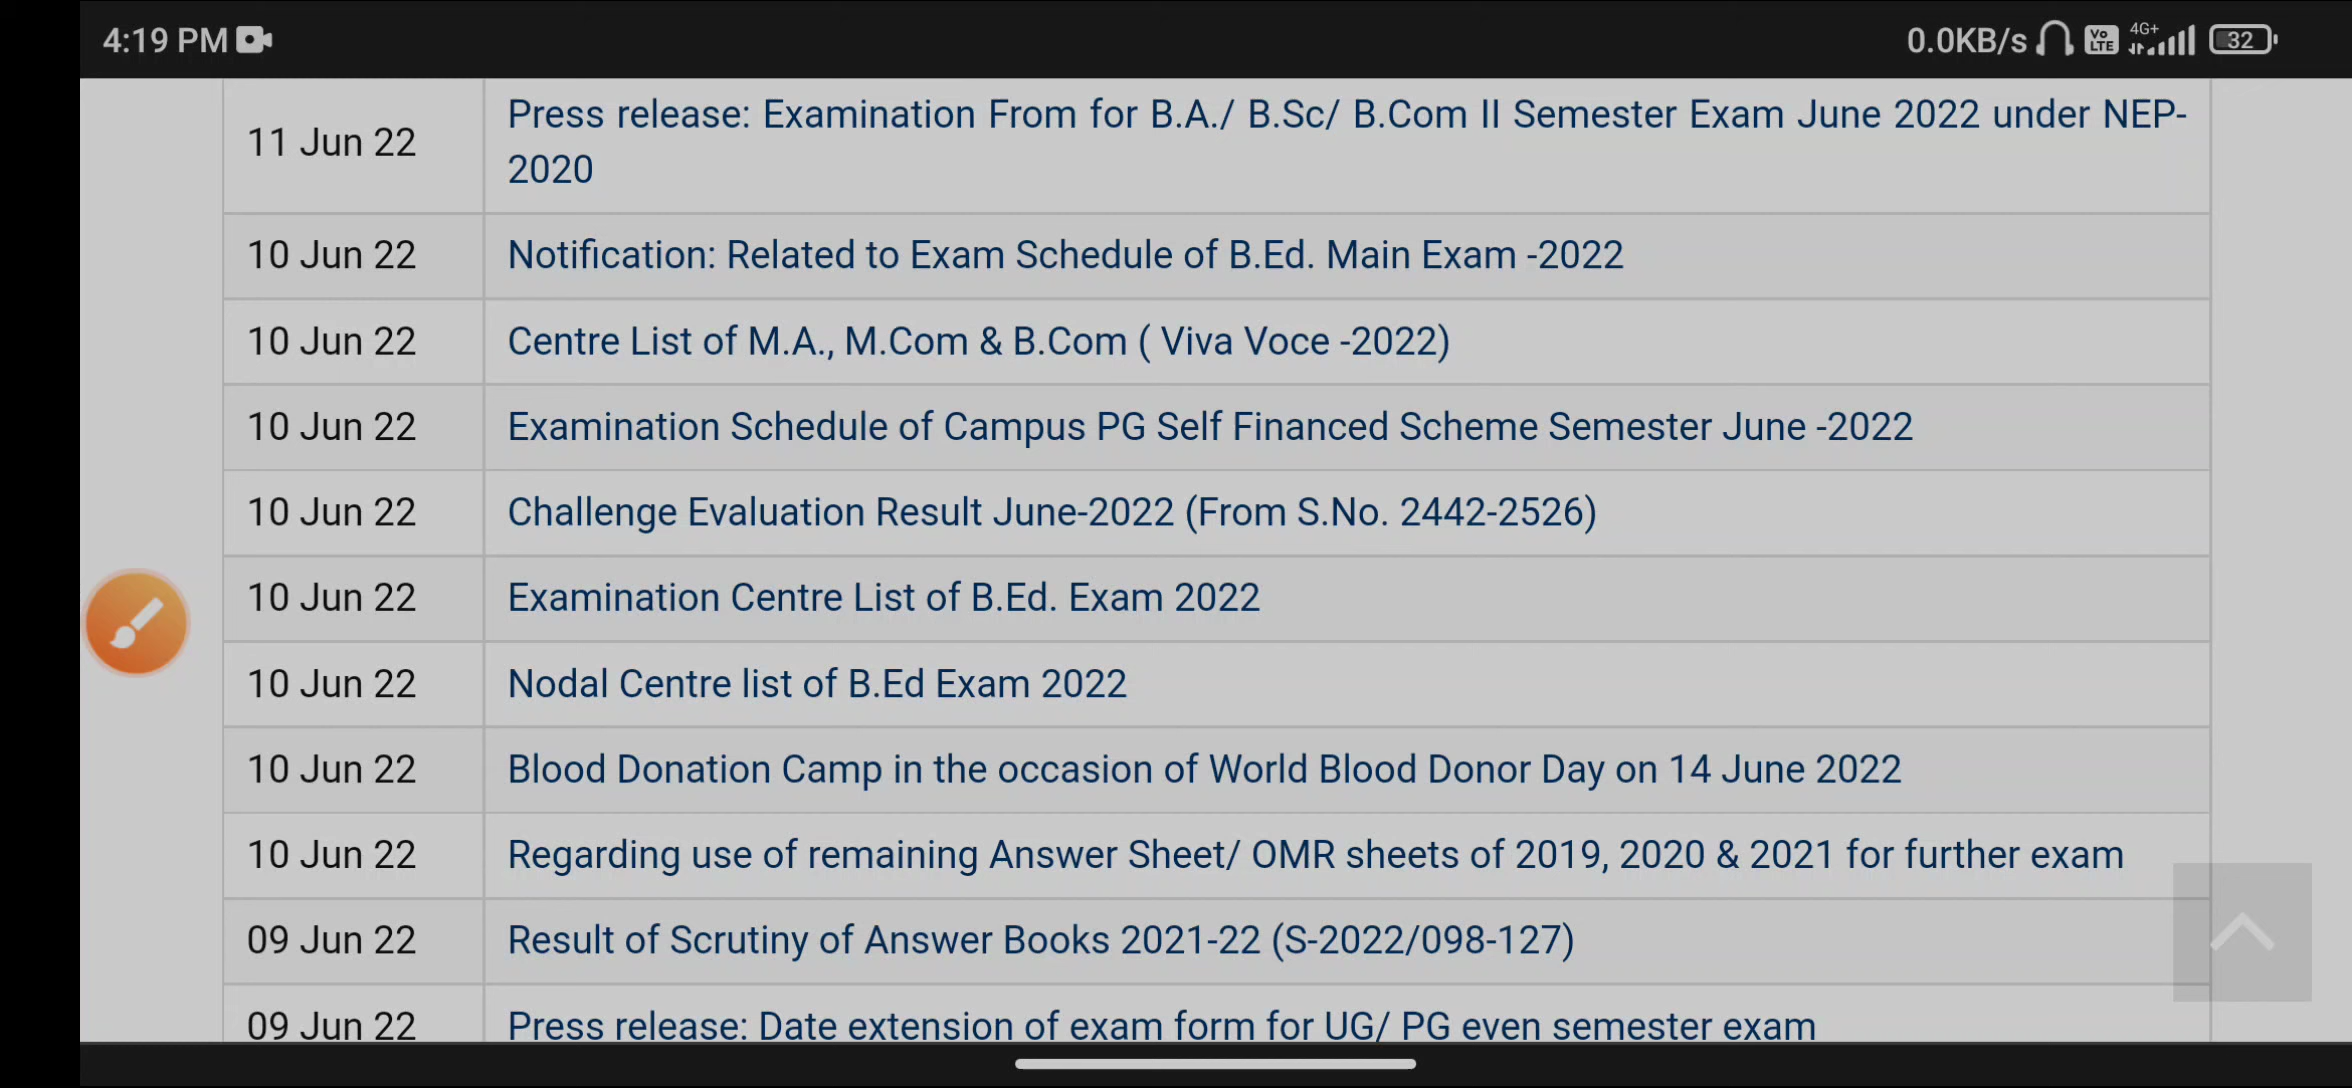 4:19 PM
0.0KB/s
Vo
LTE
4G+
32
11 Jun 22
Press release: Examination From for B.A./ B.Sc/ B.Com II Semester Exam June 2022 under NEP-
2020
10 Jun 22
Notification: Related to Exam Schedule of B.Ed. Main Exam -2022
10 Jun 22
Centre List of M.A., M.Com & B.Com ( Viva Voce -2022)
10 Jun 22
Examination Schedule of Campus PG Self Financed Scheme Semester June -2022
10 Jun 22
Challenge Evaluation Result June-2022 (From S.No. 2442-2526)
10 Jun 22
Examination Centre List of B.Ed. Exam 2022
10 Jun 22
Nodal Centre list of B.Ed Exam 2022
10 Jun 22
Blood Donation Camp in the occasion of World Blood Donor Day on 14 June 2022
10 Jun 22
Regarding use of remaining Answer Sheet/ OMR sheets of 2019, 2020 & 2021 for further exam
09 Jun 22
Result of Scrutiny of Answer Books 2021-22 (S-2022/098-127)
09 Jun 22
Press release: Date extension of exam form for UG/ PG even semester exam